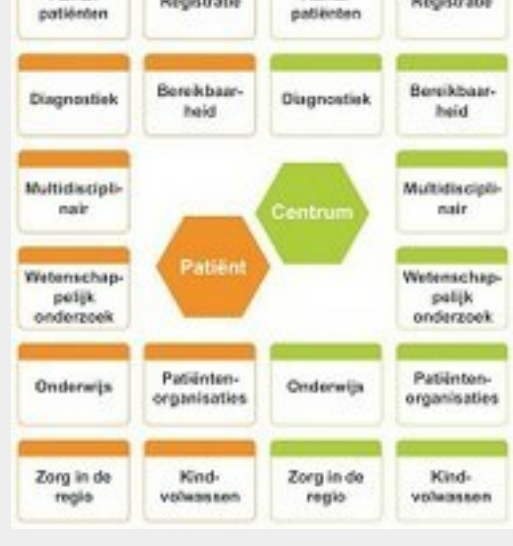 patiënten
Registratie
patiënten
Registratie
Diagnostiek
Bereikbaar-
heid
Diagnostiek
Bereikbaar-
heid
Multidiscipli-
nair
Centrum
Multidiscipli-
nair
Patiënt
Wetenschap-
pelijk
onderzoek
Wetenschap-
pelijk
onderzoek
Onderwijs
Patiënten-
organisaties
Onderwijs
Patiënten-
organisaties
Zorg in de
regio
Kind-
volwassen
Zorg in de
regio
Kind-
volwassen